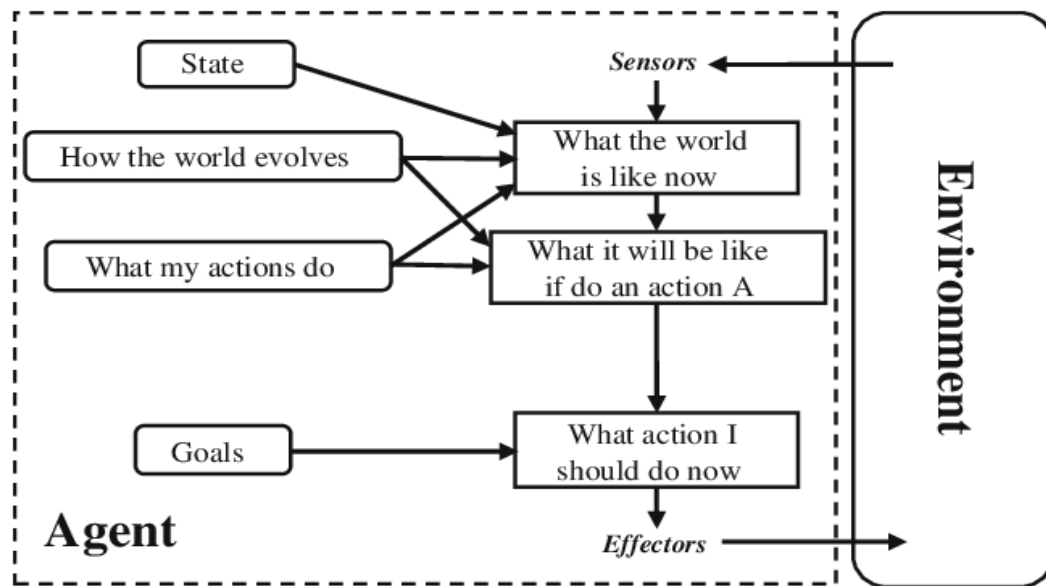 State
Sensors
How the world evolves
What the world
is like now
What my actions do
What it will be like
if do an action A
Goals
What action I
should do now
Agent
Effectors
Environment